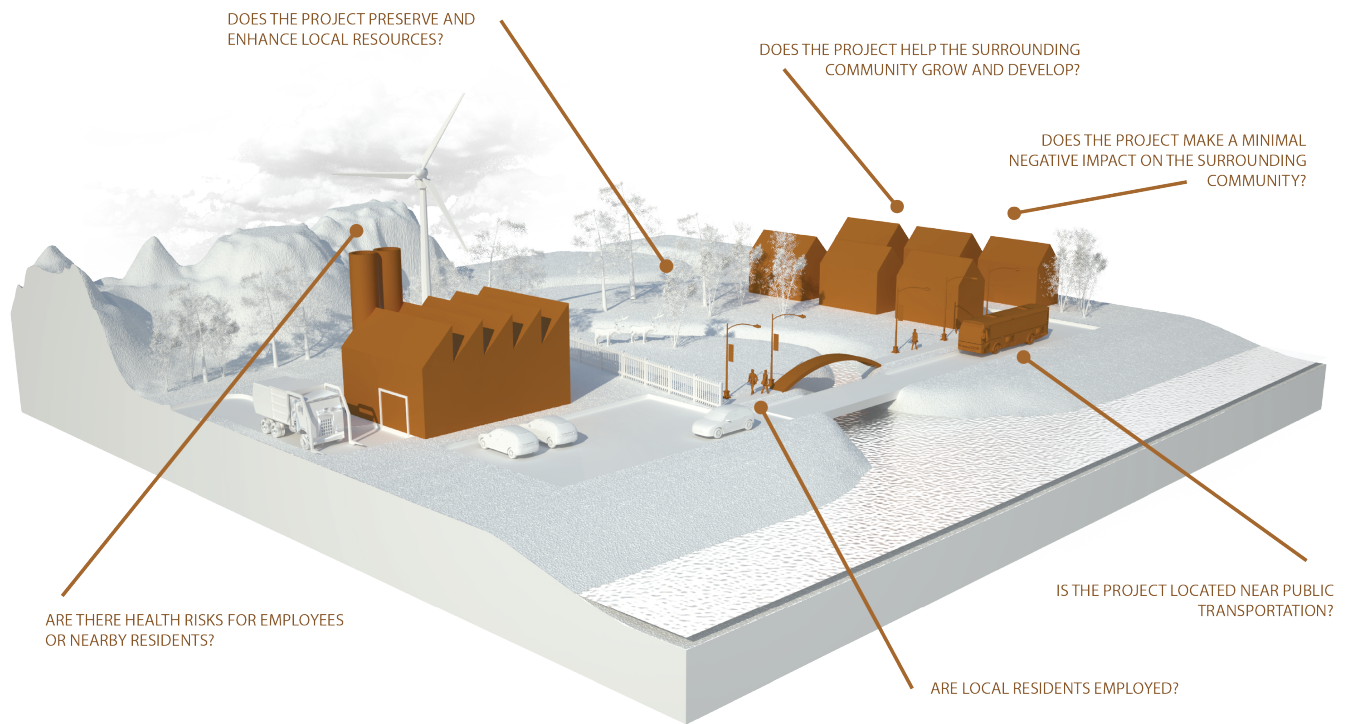 DOES THE PROJECT PRESERVE AND
ENHANCE LOCAL RESOURCES?
DOES THE PROJECT HELP THE SURROUNDING
COMMUNITY GROW AND DEVELOP?
DOES THE PROJECT MAKE A MINIMAL
NEGATIVE IMPACT ON THE SURROUNDING
COMMUNITY?
ARE THERE HEALTH RISKS FOR EMPLOYEES
OR NEARBY RESIDENTS?
IS THE PROJECT LOCATED NEAR PUBLIC
TRANSPORTATION?
ARE LOCAL RESIDENTS EMPLOYED?